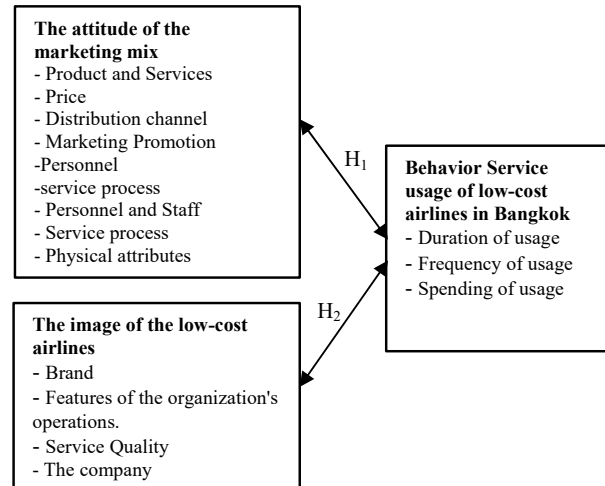 The attitude of the
marketing mix
- Product and Services
- Price
- Distribution channel
- Marketing Promotion
-Personnel
-service process
- Personnel and Staff
- Service process
- Physical attributes
H1
Behavior Service
usage of low-cost
airlines in Bangkok
- Duration of usage
- Frequency of usage
- Spending of usage
H2
The image of the low-cost
airlines
- Brand
- Features of the organization's
operations.
- Service Quality
- The company